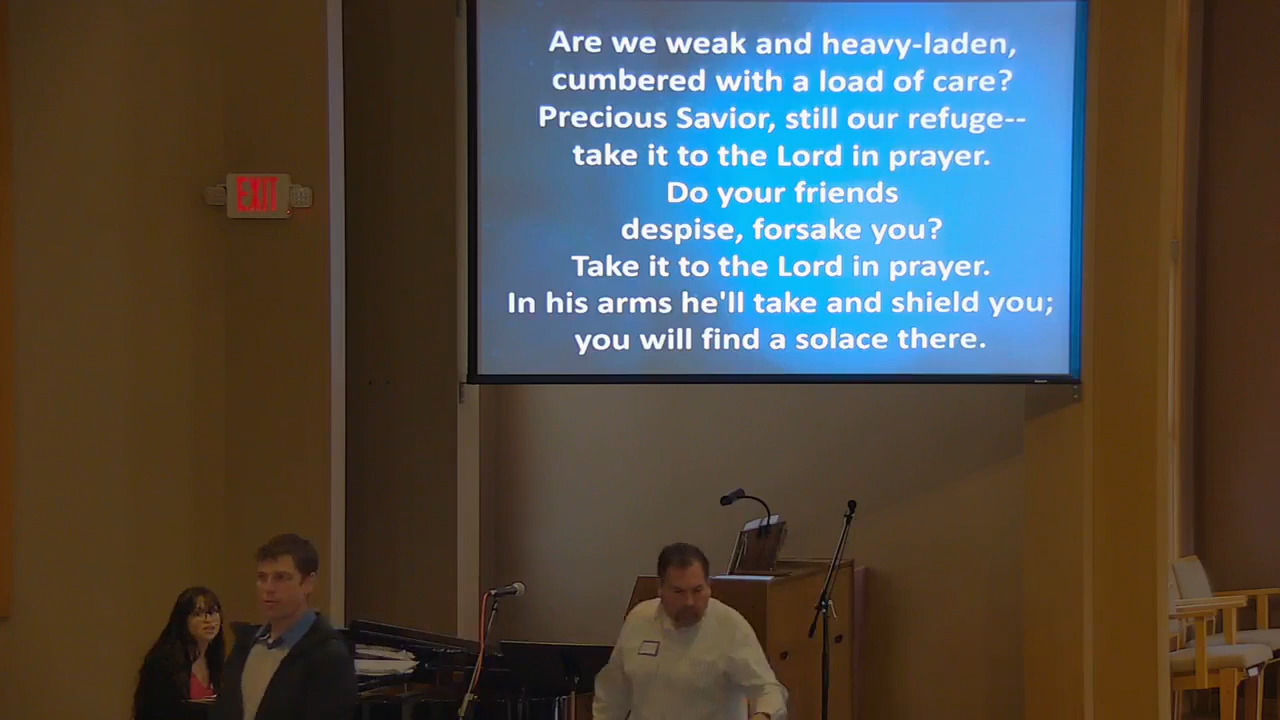 Are we weak and heavy-laden,
cumbered with a load of care?
Precious Savior, still our refuge--
take it to the Lord in prayer.
Do your friends
despise, forsake you?
Take it to the Lord in prayer.
In his arms he'll take and shield you;
you will find a solace there.
EXIT